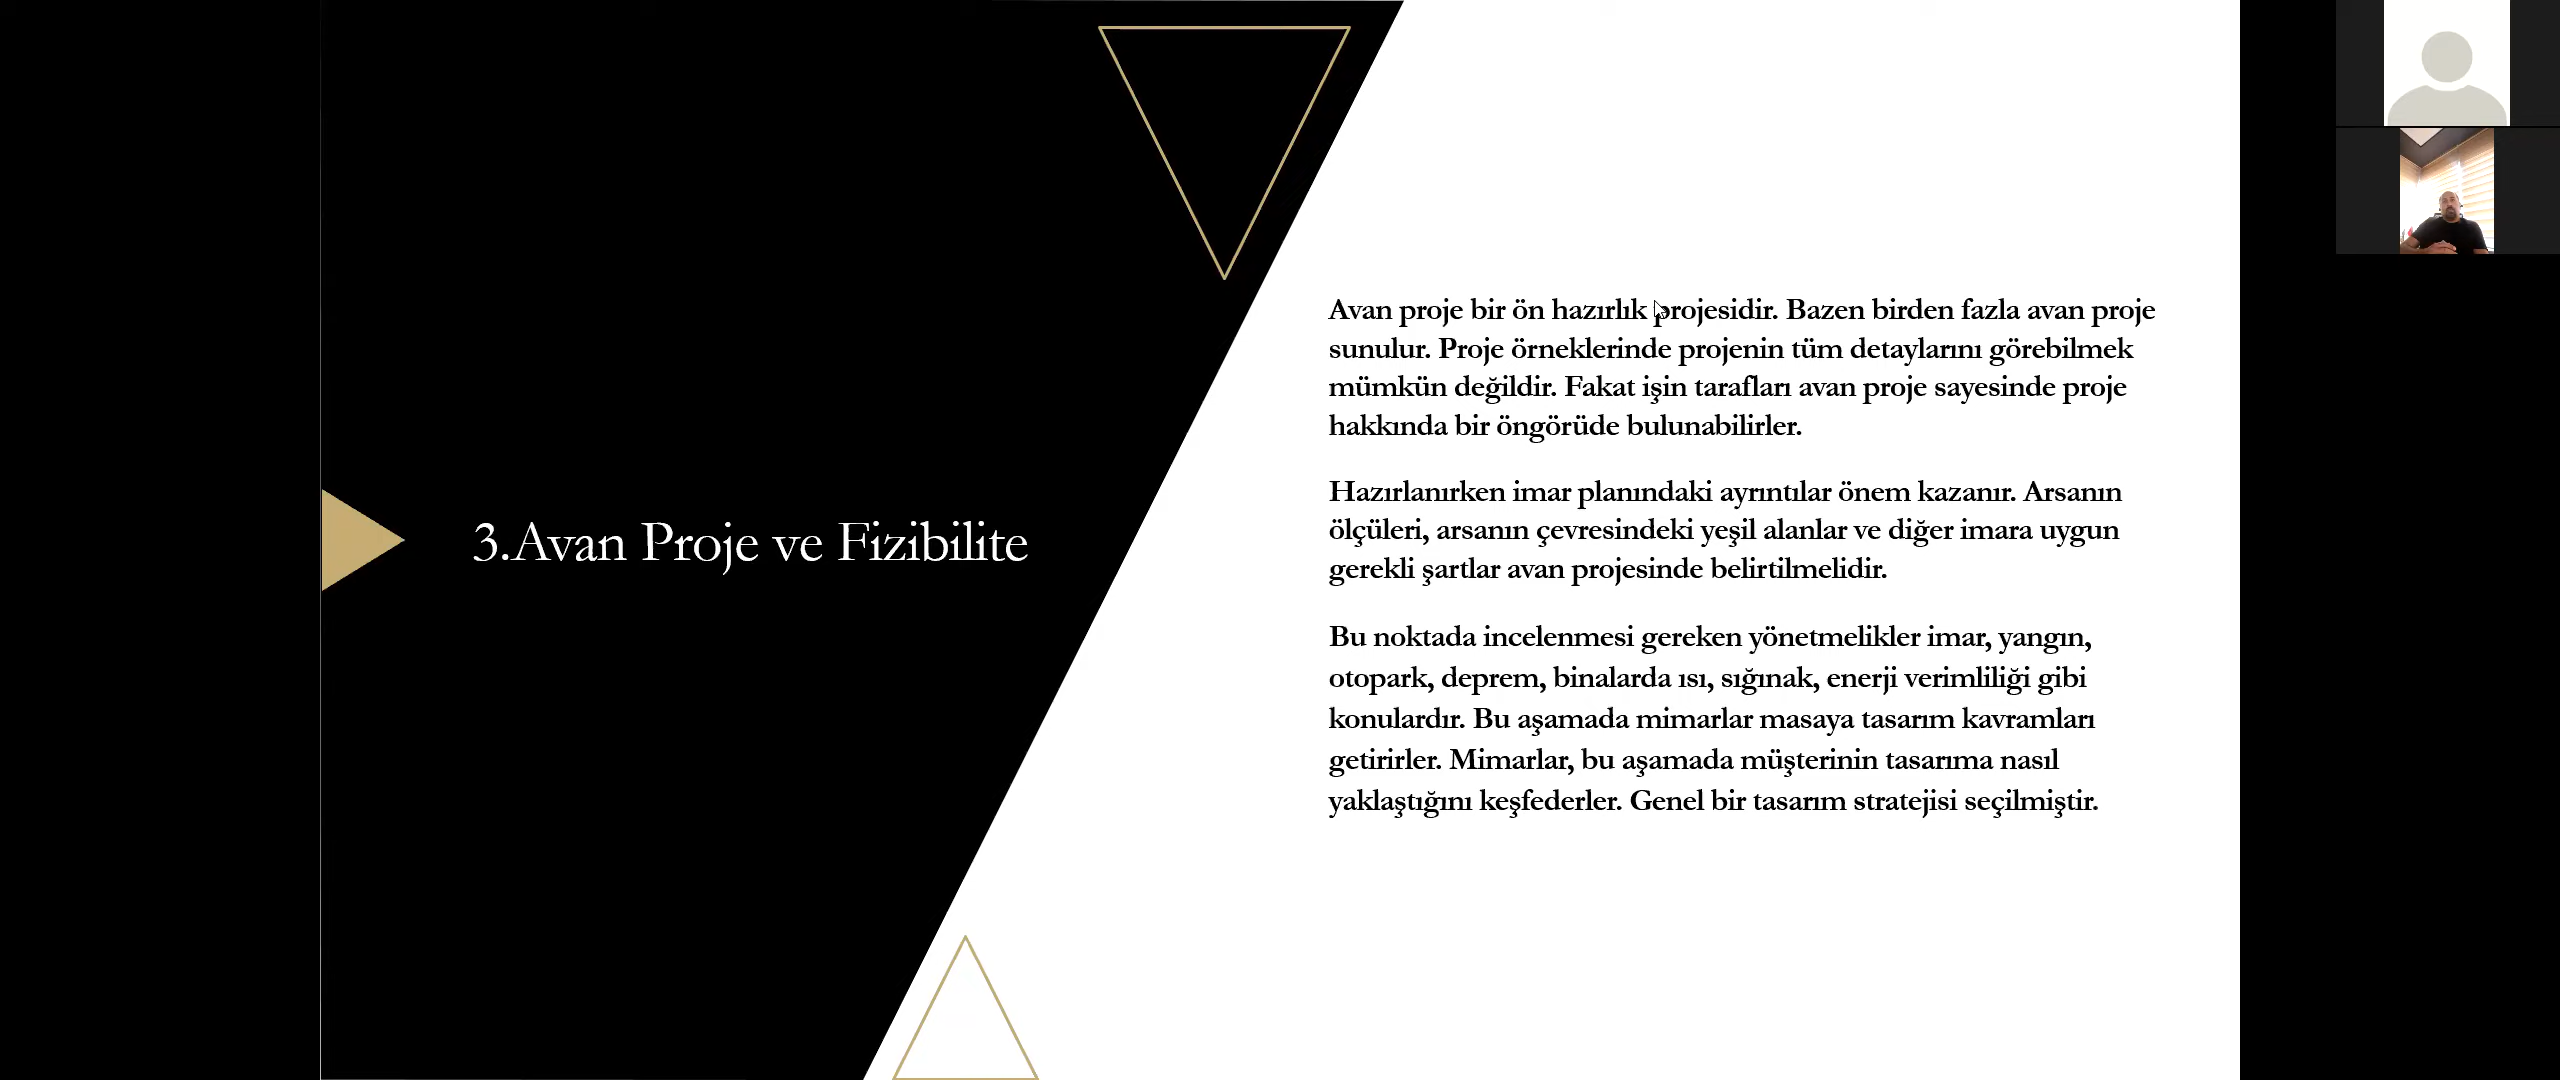 3.Avan Proje ve Fizibilite
Avan proje bir ön hazırlık projesidir. Bazen birden fazla avan proje
sunulur. Proje örneklerinde projenin tüm detaylarını görebilmek
mümkün değildir. Fakat işin tarafları avan proje sayesinde proje
hakkında bir öngörüde bulunabilirler.
Hazırlanırken imar planındaki ayrıntılar önem kazanır. Arsanın
ölçüleri, arsanın çevresindeki yeşil alanlar ve diğer imara uygun
gerekli şartlar avan projesinde belirtilmelidir.
Bu noktada incelenmesi gereken yönetmelikler imar, yangın,
otopark, deprem, binalarda ısı, sığınak, enerji verimliliği gibi
konulardır. Bu aşamada mimarlar masaya tasarım kavramları
getirirler. Mimarlar, bu aşamada müşterinin tasarıma nasıl
yaklaştığını keşfederler. Genel bir tasarım stratejisi seçilmiştir.